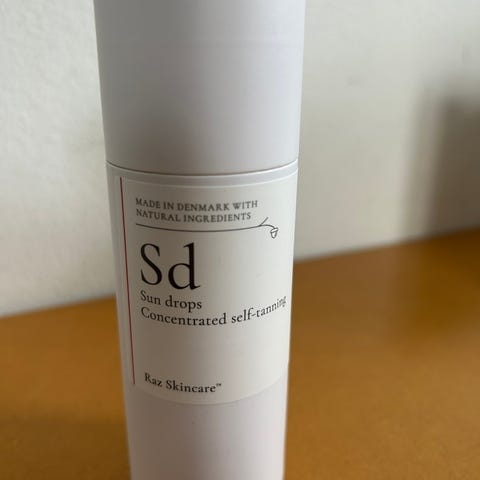 MADE IN DENMARK WITH
NATURAL INGREDIENTS
Sd
Sun drops
Concentrated self-tanning
Raz Skincare™